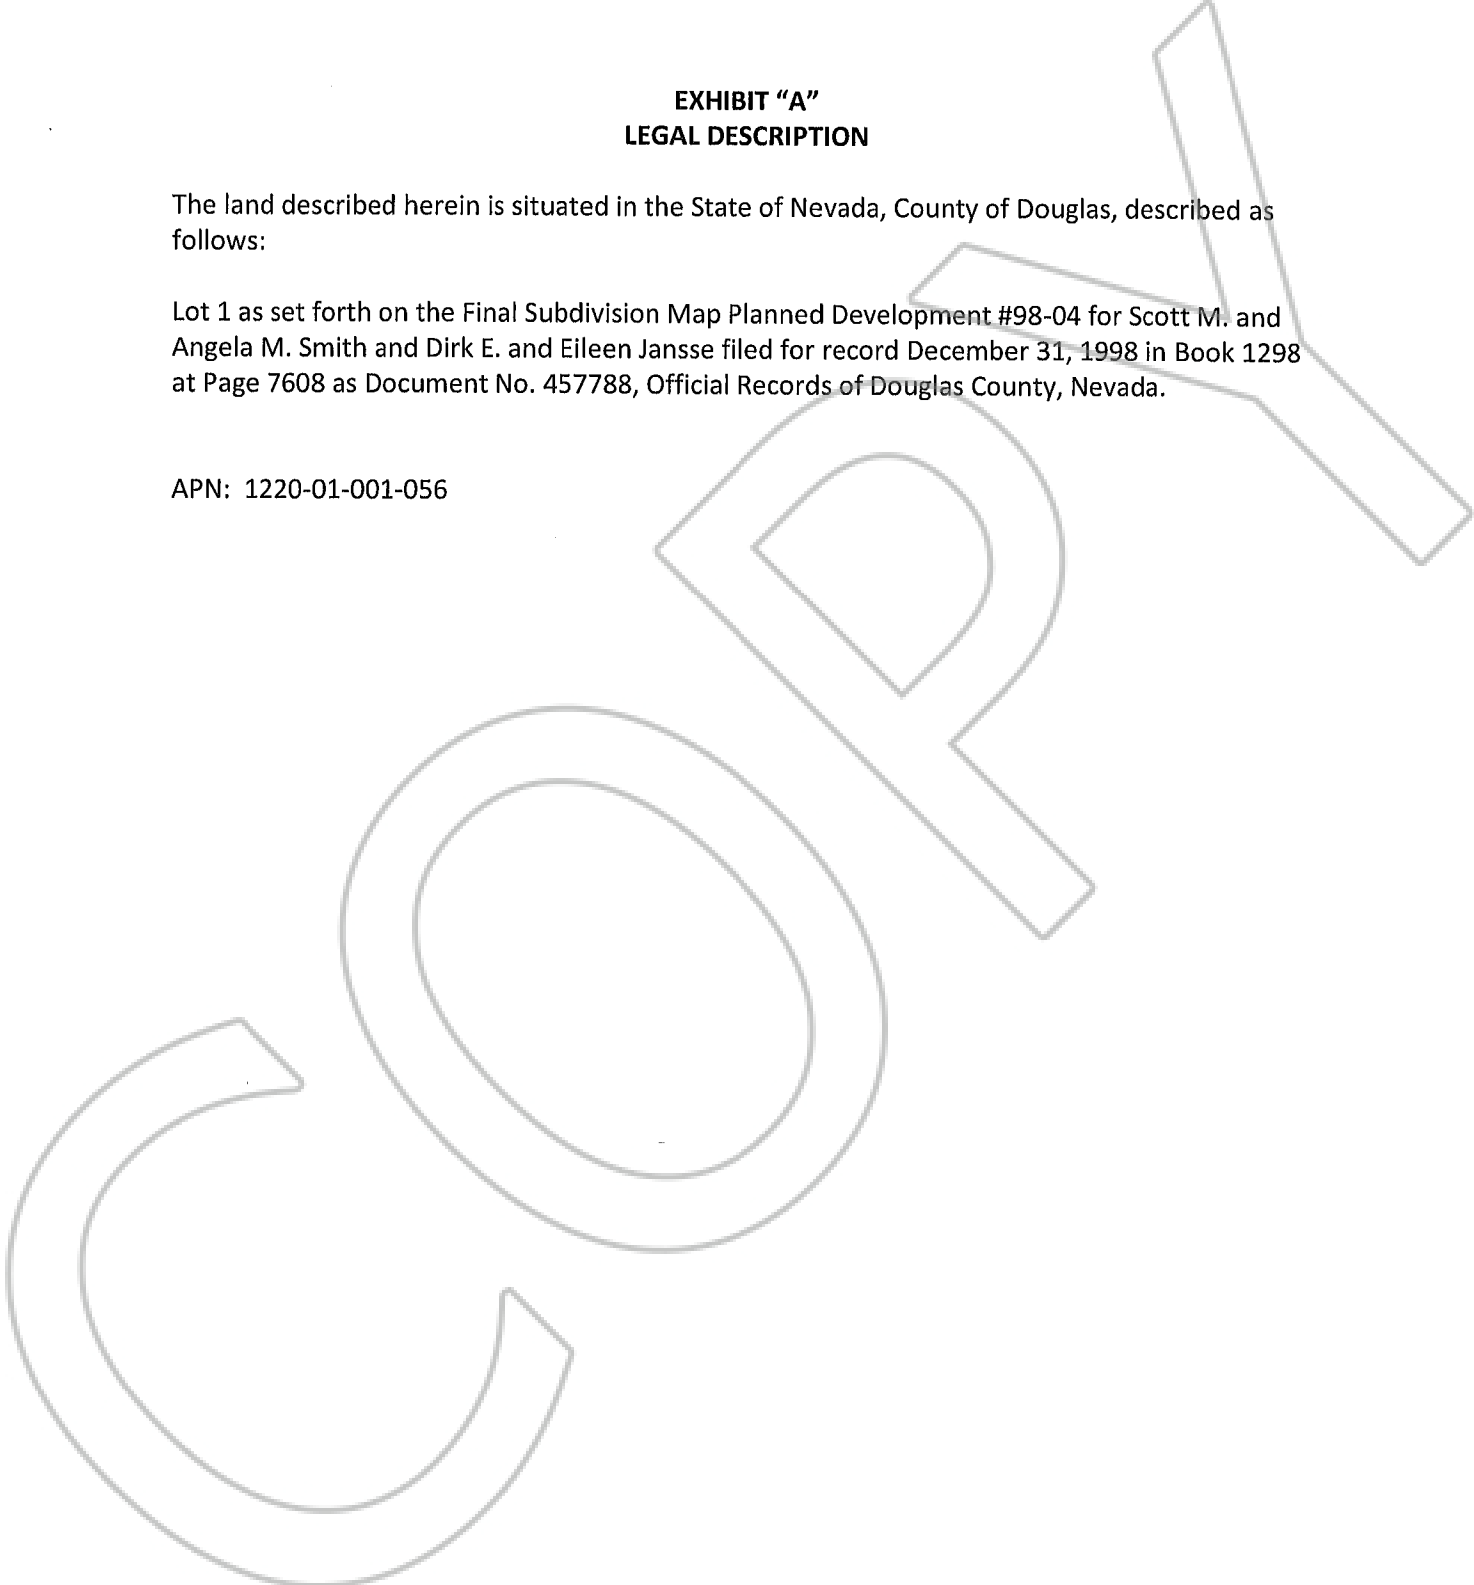 EXHIBIT “A”
LEGAL DESCRIPTION
The land described herein is situated in the State of Nevada, County of Douglas, described as
follows:
Lot 1 as set forth on the Final Subdivision Map Planned Development #98-04 for Scott M. and
Angela M. Smith and Dirk E. and Eileen Jansse filed for record December 31, 1998 in Book 1298
at Page 7608 as Document No. 457788, Official Records of Douglas County, Nevada.
APN: 1220-01-001-056
COPY